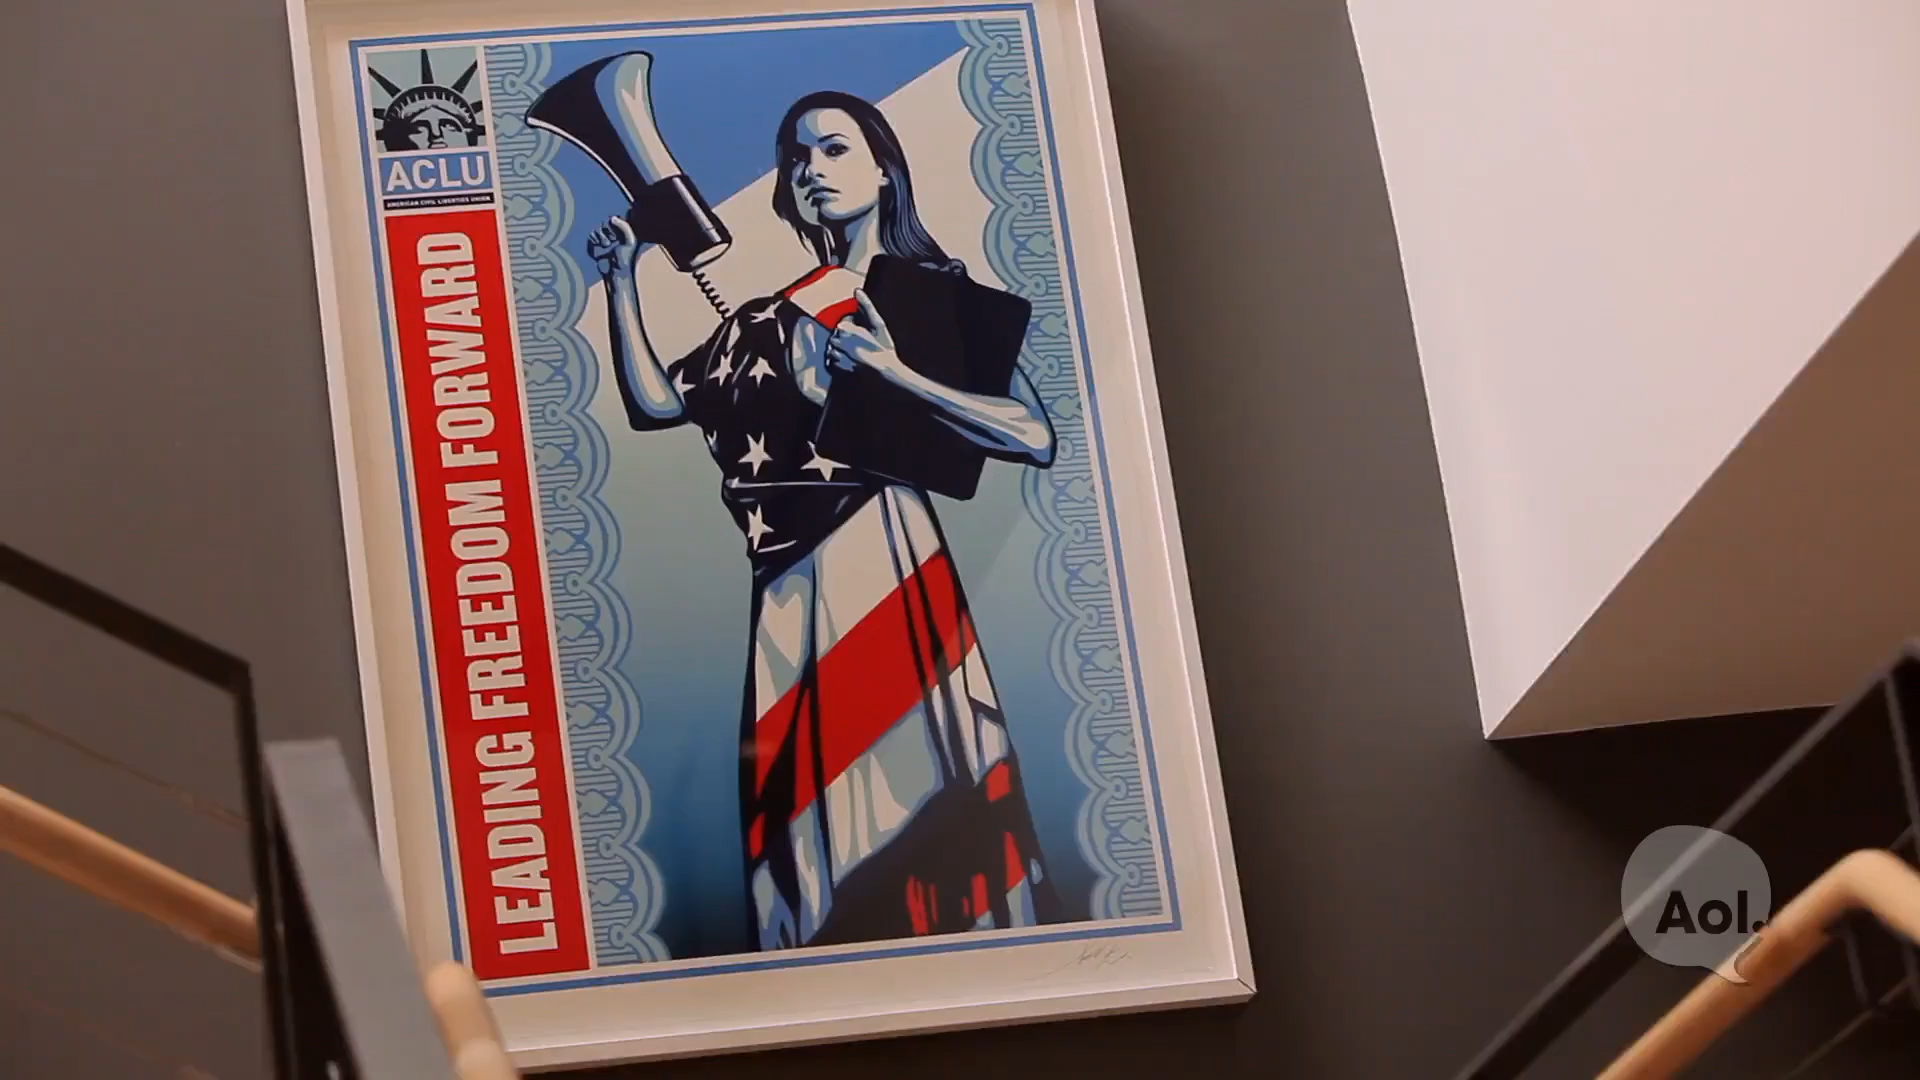 ACLU
AMERICAN CIVIL LIBERTIES UNION
LEADING FREEDOM FORWARD
Aol.